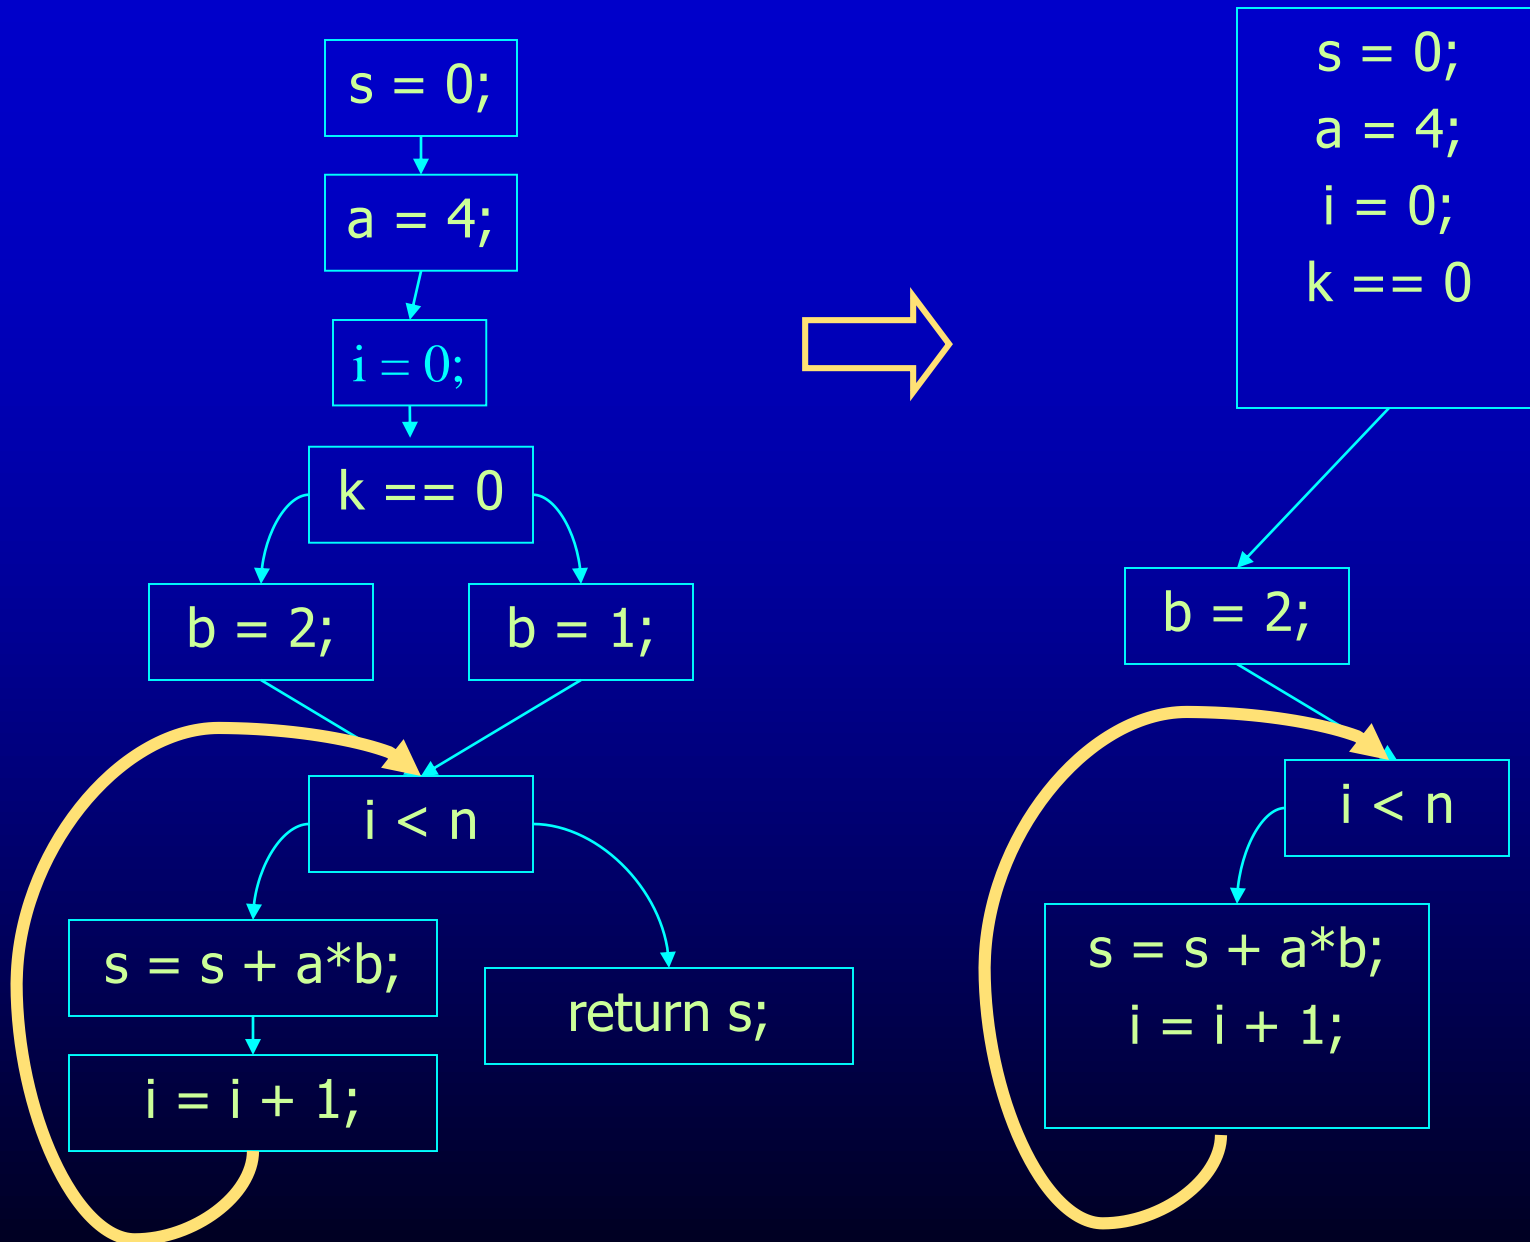 s = 0;
a = 4;
i = 0;
k == 0
b = 2;
b = 1;
i < n
s = s + a*b;
return s;
i = i + 1;
s = 0;
a = 4;
i = 0;
k == 0
b = 2;
i < n
s = s + a*b;
i = i + 1;